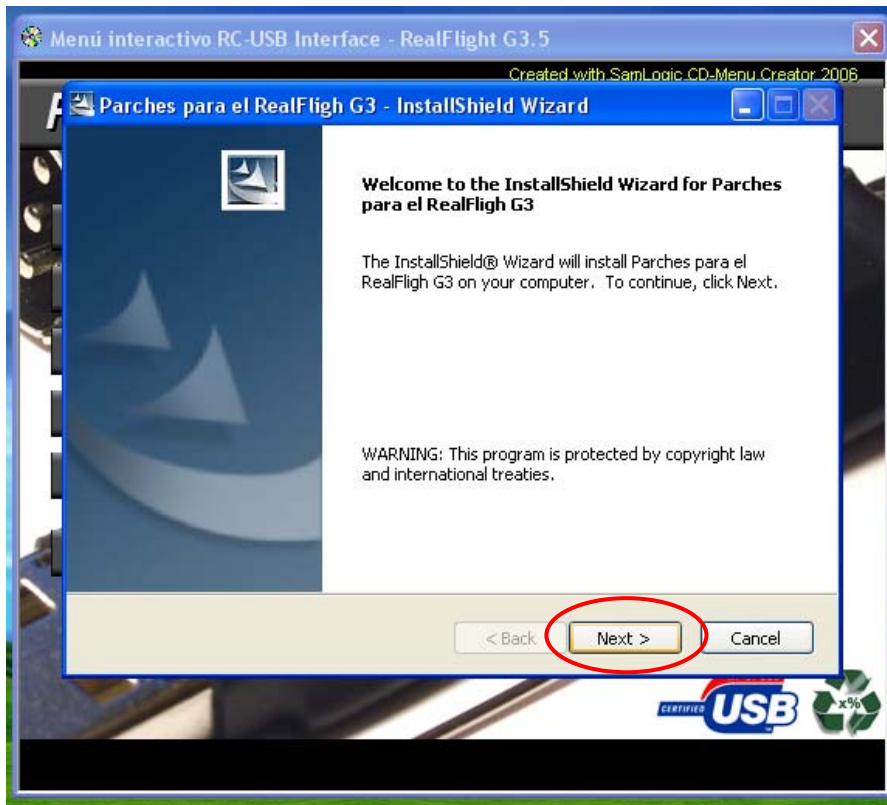 Menú interactivo RC-USB Interface - RealFlight G3.5
Created with SamLogic CD-Menu Creator 2006
Parches para el RealFligh G3 - InstallShield Wizard
Welcome to the InstallShield Wizard for Parches
para el RealFligh G3
The InstallShield® Wizard will install Parches para el
RealFligh G3 on your computer. To continue, click Next.
WARNING: This program is protected by copyright law
and international treaties.
< Back
Next >
Cancel
CERTIFIED USB
x%